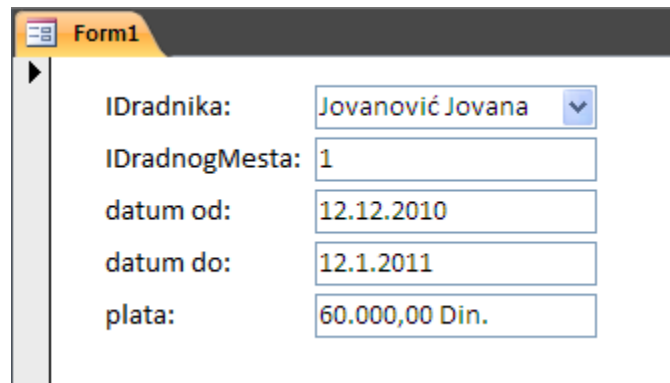 Form1
IDradnika: Jovanović Jovana
IDradnogMesta: 1
datum od: 12.12.2010
datum do: 12.1.2011
plata: 60.000,00 Din.